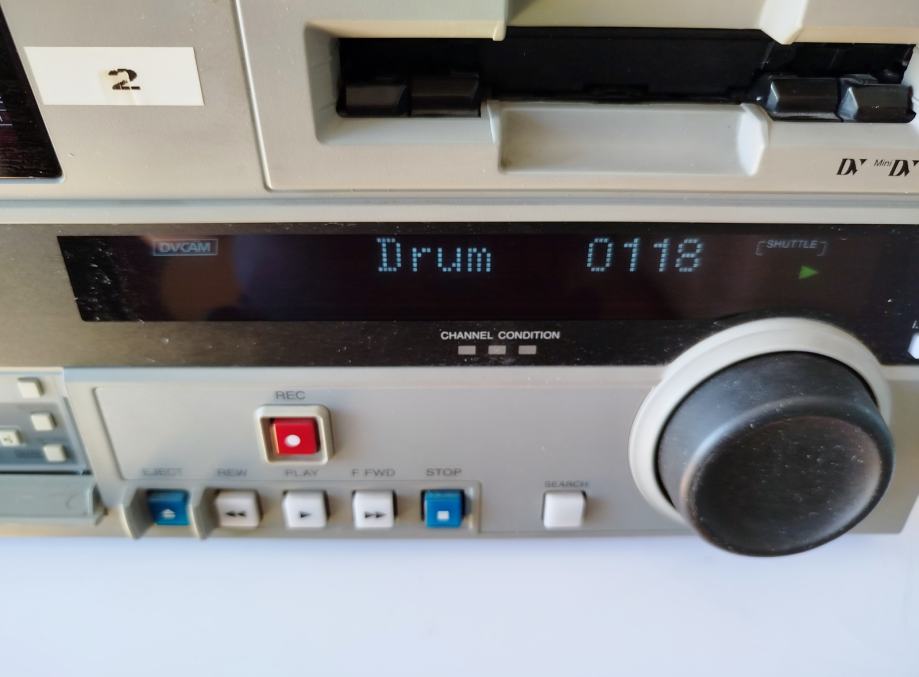 2
DV Mini DV
DVCAM Drum 0118 SHUTTLE
CHANNEL CONDITION
REC
EJECT REW PLAY F FWD STOP SEARCH